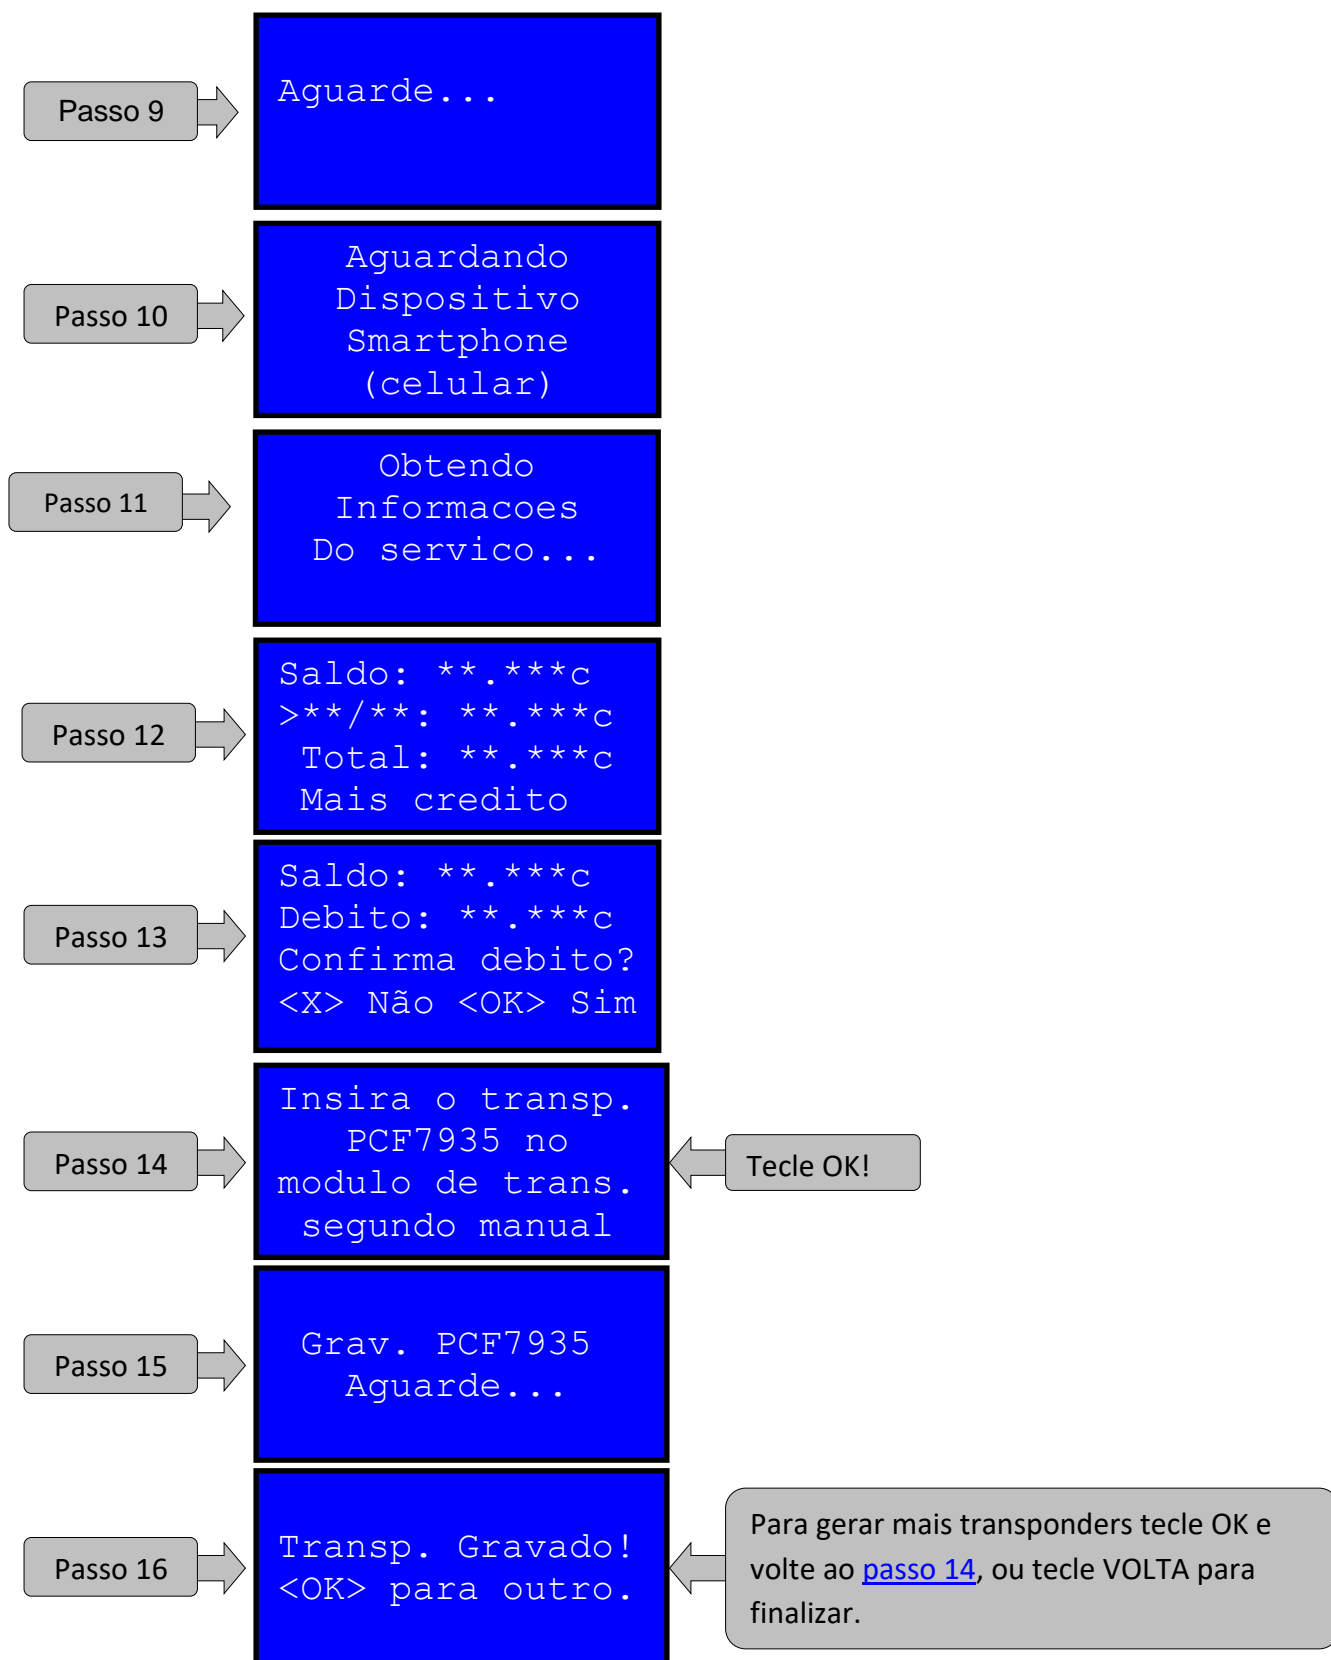 Passo 9
Aguarde...
Passo 10
Aguardando
Dispositivo
Smartphone
(celular)
Passo 11
Obtendo
Informacoes
Do servico...
Passo 12
Saldo: **.***c
>**/**: **.***c
Total: **.***c
Mais credito
Passo 13
Saldo: **.***c
Debito: **.***c
Confirma debito?
<X> Não <OK> Sim
Passo 14
Insira o transp.
PCF7935 no
modulo de trans.
segundo manual
Tecle OK!
Passo 15
Grav. PCF7935
Aguarde...
Passo 16
Transp. Gravado!
<OK> para outro.
Para gerar mais transponders tecle OK e
volte ao passo 14, ou tecle VOLTA para
finalizar.